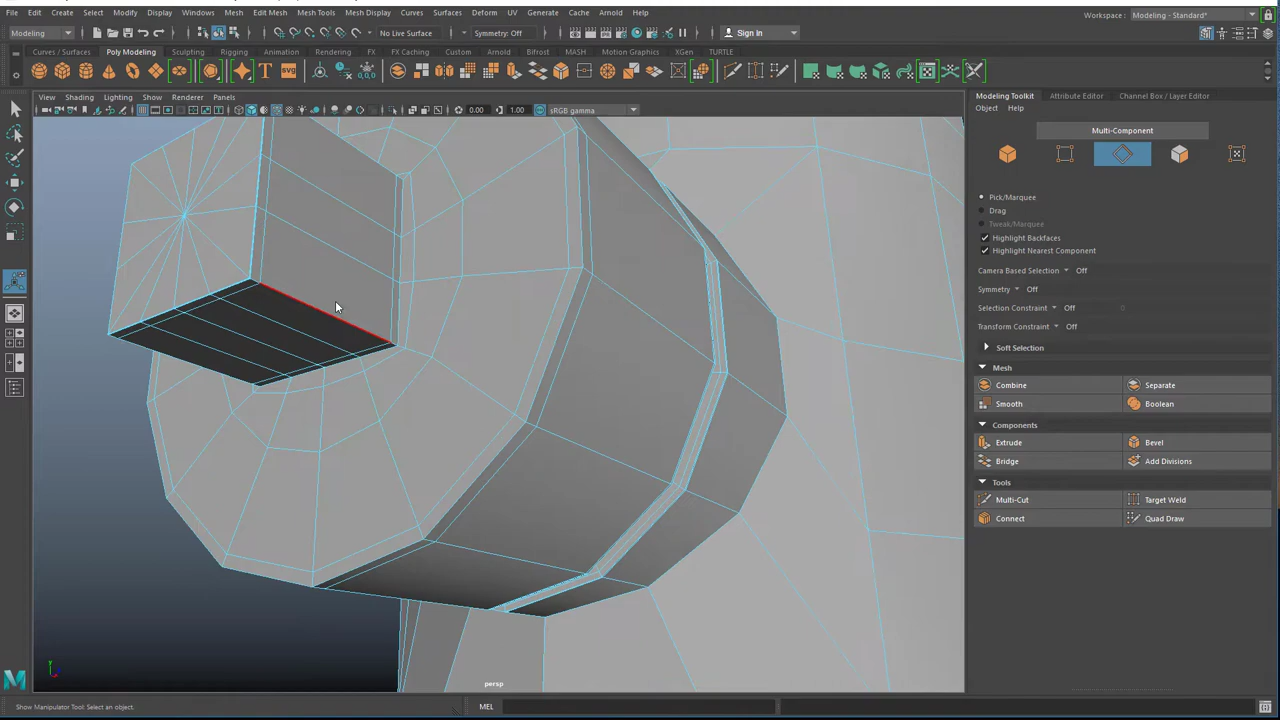 File Edit Create Select Modify Display Windows Mesh Edit Mesh Mesh Tools Mesh Display Curves Surfaces Deform UV Generate Cache Arnold Help
Workspace : Modeling - Standard*
Modeling No Live Surface Symmetry: Off Sign In
Curves / Surfaces Poly Modeling Sculpting Rigging Animation Rendering FX FX Caching Custom Arnold Bifrost MASH Motion Graphics XGen TURTLE
View Shading Lighting Show Renderer Panels
0.00 1.00 sRGB gamma
Modeling Toolkit Attribute Editor Channel Box / Layer Editor
Object Help
Multi-Component
Pick/Marquee
Drag
Tweak/Marquee
Highlight Backfaces
Highlight Nearest Component
Camera Based Selection Off
Symmetry Off
Selection Constraint Off 0
Transform Constraint Off
Soft Selection
Mesh
Combine Separate
Smooth Boolean
Components
Extrude Bevel
Bridge Add Divisions
Tools
Multi-Cut Target Weld
Connect Quad Draw
SVG
T
y
persp
Show Manipulator Tool: Select an object.
MEL